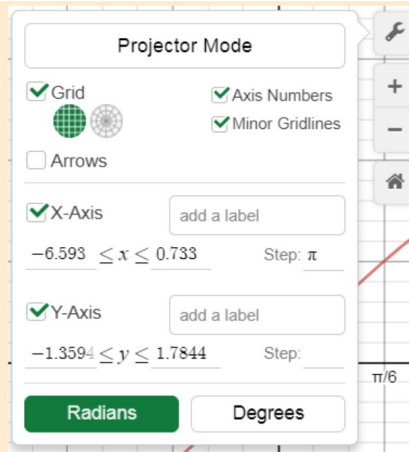 Projector Mode
Grid
Axis Numbers
Minor Gridlines
Arrows
X-Axis add a label
−6.593 ≤ x ≤ 0.733 Step: π
Y-Axis add a label
−1.3594 ≤ y ≤ 1.7844 Step:
π/6
Radians Degrees